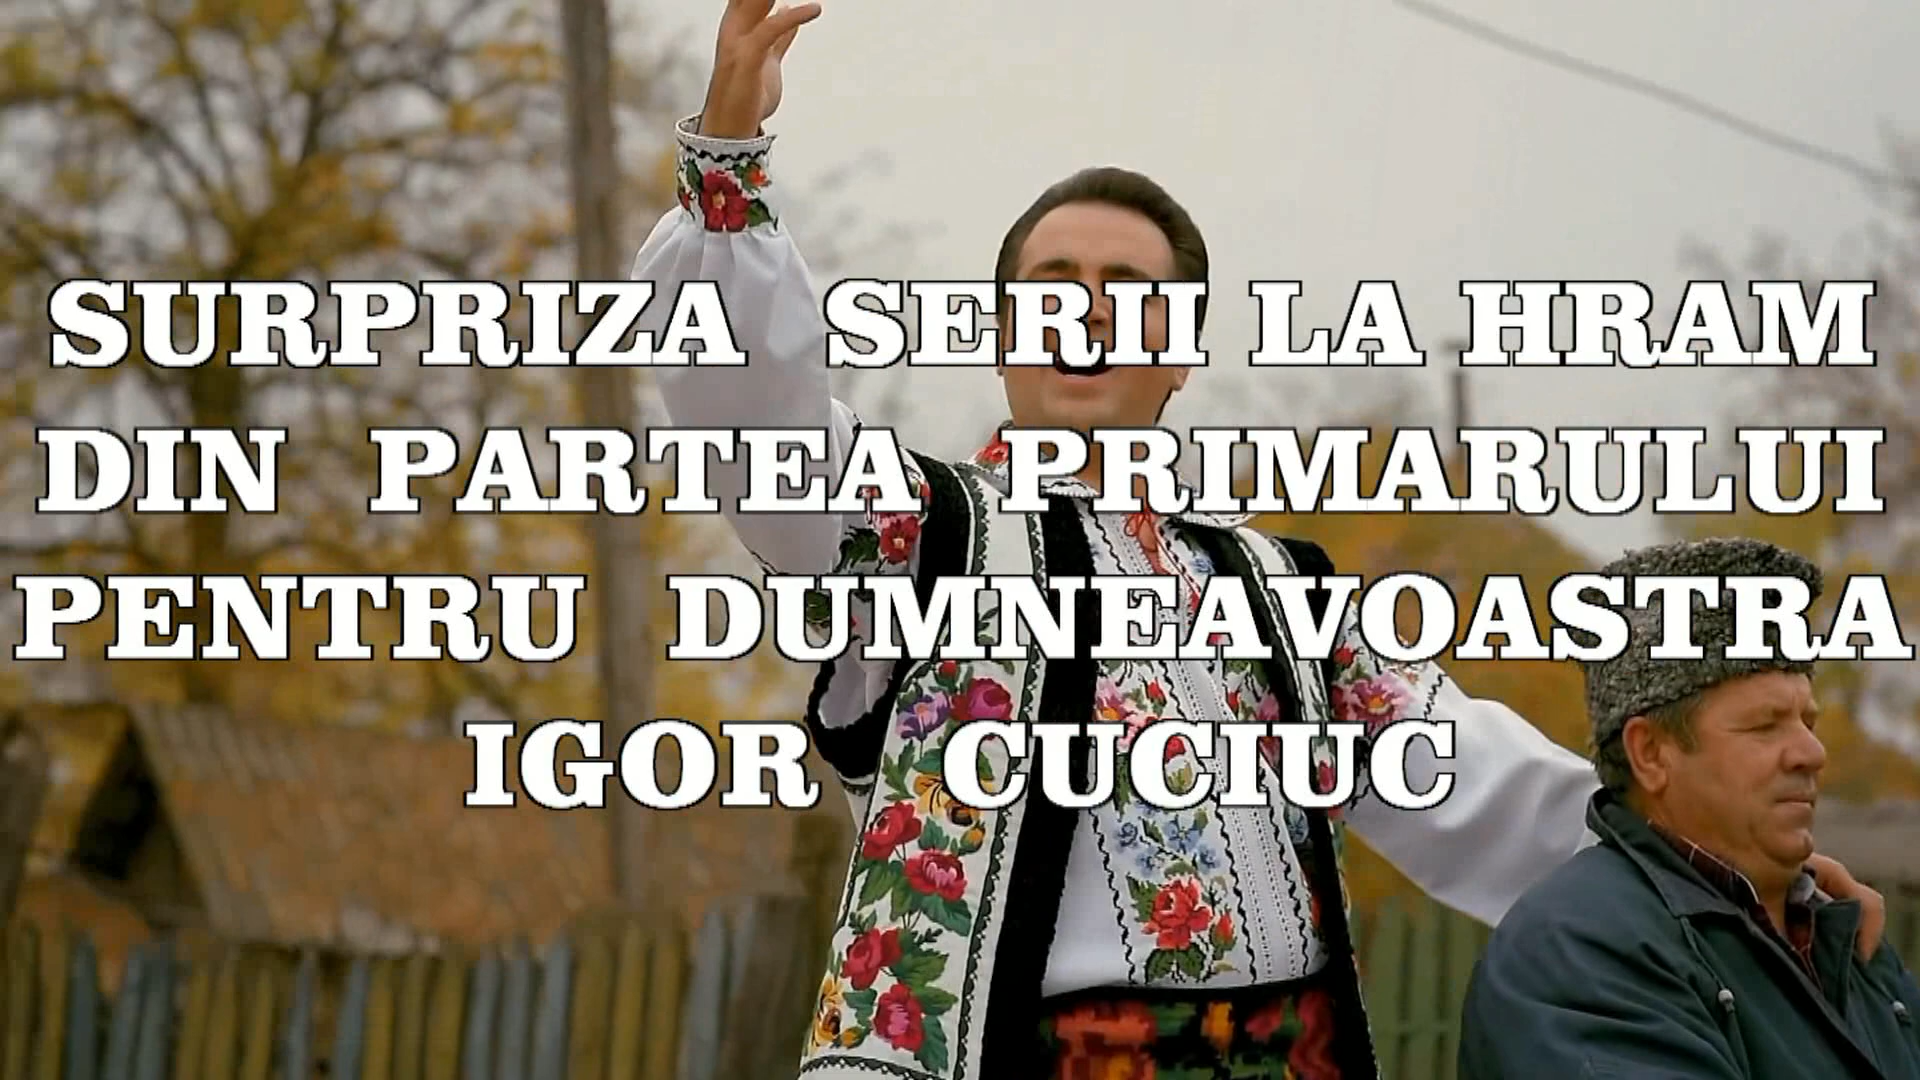 SURPRIZA SERII LA HRAM
DIN PARTEA PRIMARULUI
PENTRU DUMNEAVOASTRA
IGOR CUCIUC